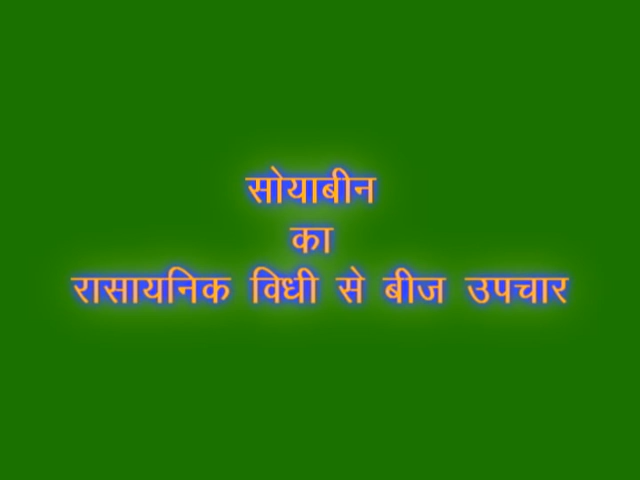 सोयाबीन
का
रासायनिक विधी से बीज उपचार